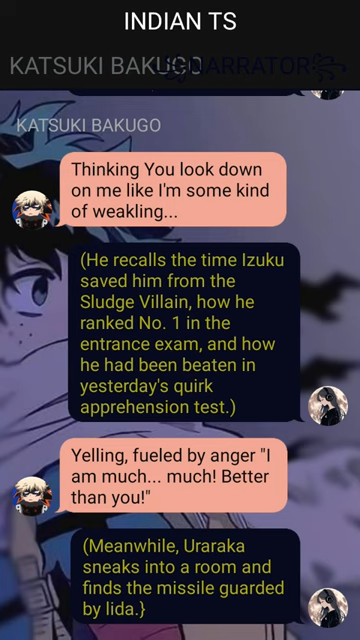 INDIAN TS
KATSUKI BAKUGO
NARRATOR
KATSUKI BAKUGO
Thinking You look down
on me like I'm some kind
of weakling...
(He recalls the time Izuku
saved him from the
Sludge Villain, how he
ranked No. 1 in the
entrance exam, and how
he had been beaten in
yesterday's quirk
apprehension test.)
Yelling, fueled by anger "I
am much... much! Better
than you!"
(Meanwhile, Uraraka
sneaks into a room and
finds the missile guarded
by Iida.}